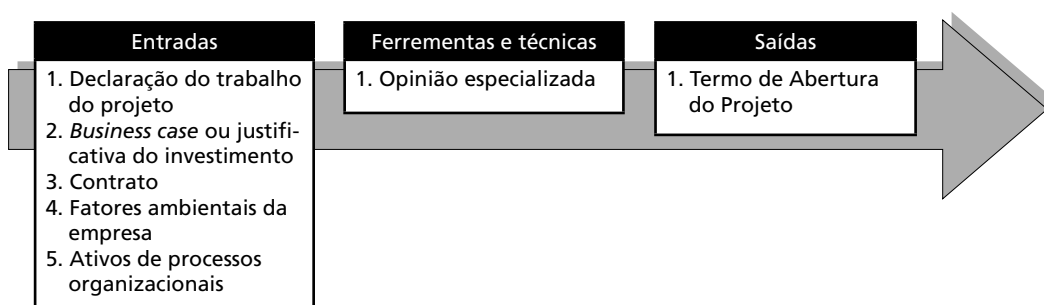 Entradas
1. Declaração do trabalho
do projeto
2. Business case ou justifi-
cativa do investimento
3. Contrato
4. Fatores ambientais da
empresa
5. Ativos de processos
organizacionais
Ferrementas e técnicas
1. Opinião especializada
Saídas
1. Termo de Abertura
do Projeto